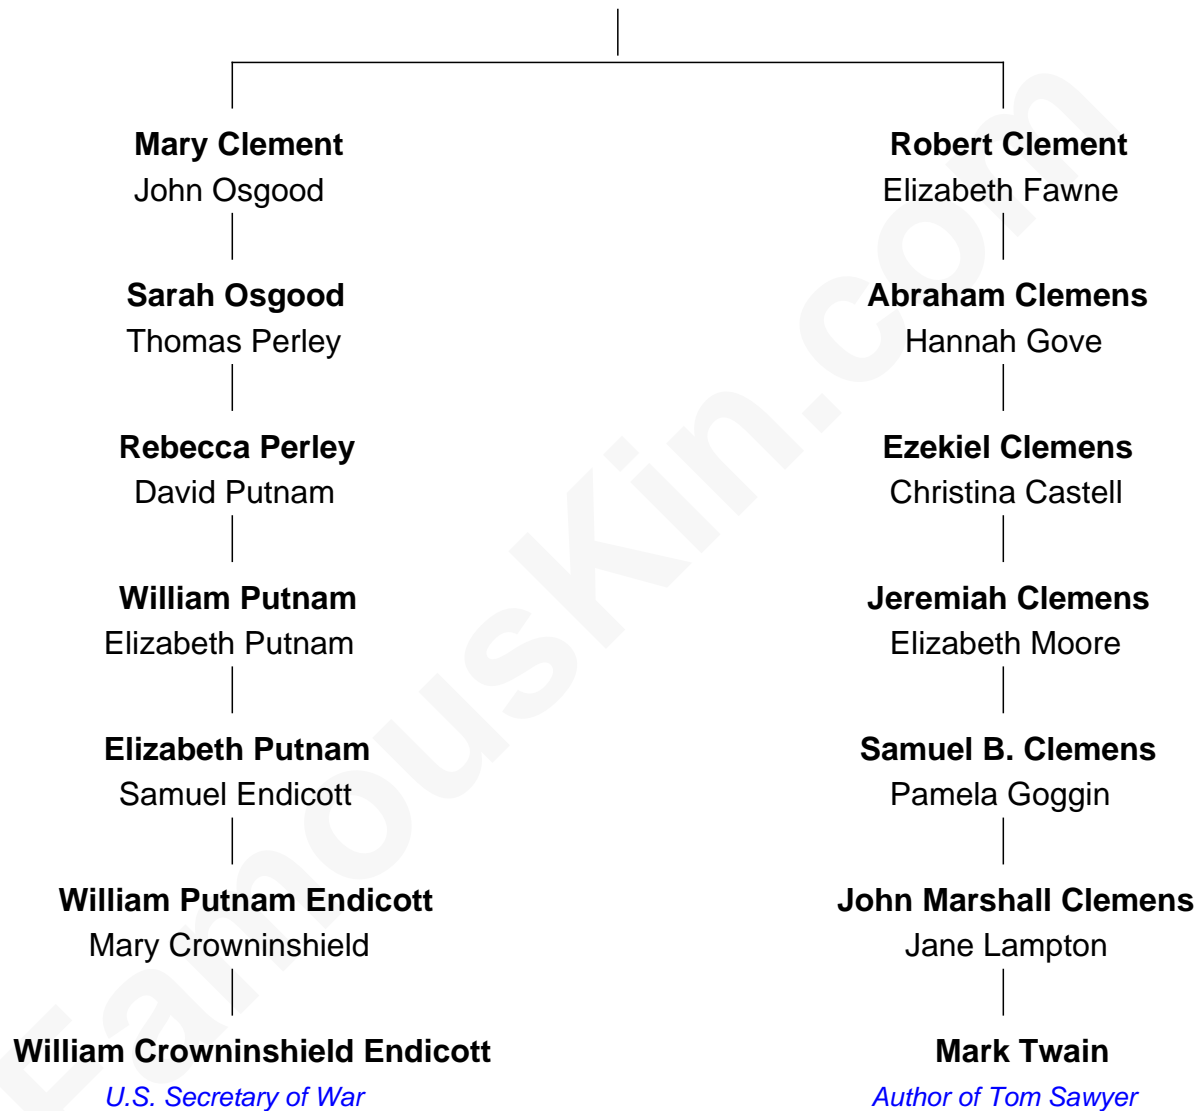 Mary Clement
John Osgood
Robert Clement
Elizabeth Fawne
Sarah Osgood
Thomas Perley
Abraham Clemens
Hannah Gove
Rebecca Perley
David Putnam
Ezekiel Clemens
Christina Castell
William Putnam
Elizabeth Putnam
Jeremiah Clemens
Elizabeth Moore
Elizabeth Putnam
Samuel Endicott
Samuel B. Clemens
Pamela Goggin
William Putnam Endicott
Mary Crowninshield
John Marshall Clemens
Jane Lampton
William Crowninshield Endicott
U.S. Secretary of War
Mark Twain
Author of Tom Sawyer
FamousKin.com